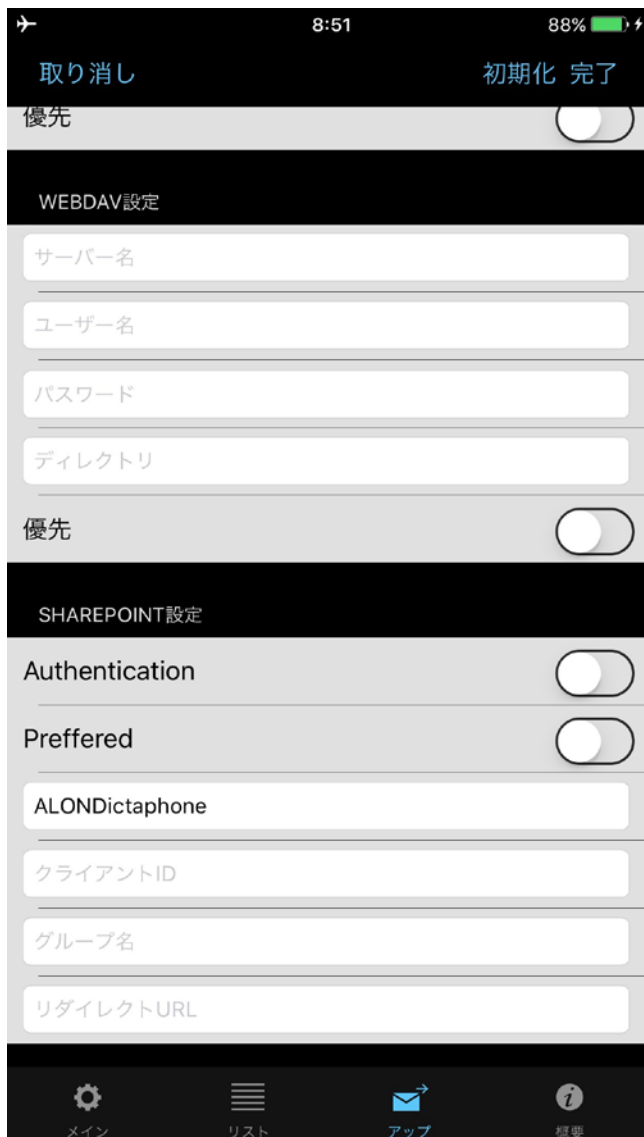 8:51
88%
取り消し
初期化 完了
優先
WEBDAV設定
サーバー名
ユーザー名
パスワード
ディレクトリ
優先
SHAREPOINT設定
Authentication
Preffered
ALONDictaphone
クライアントID
グループ名
リダイレクトURL
メイン
リスト
アップ
概要